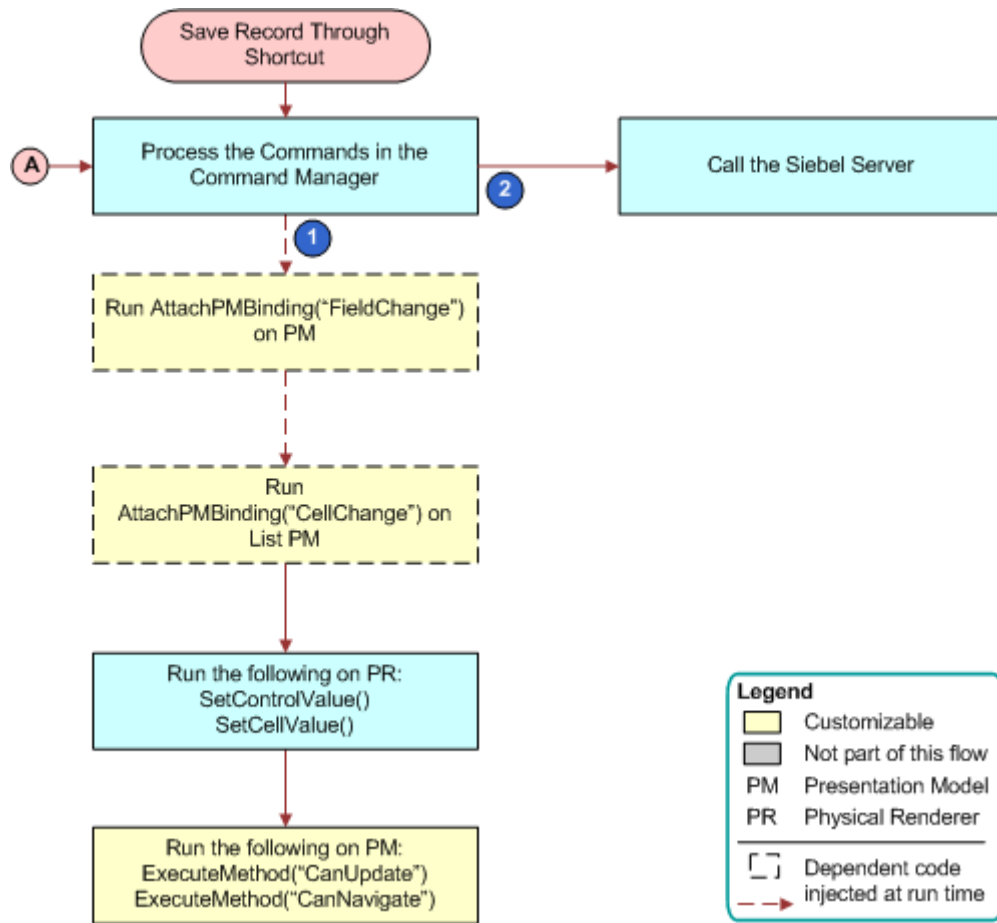 Save Record Through
Shortcut
A
Process the Commands in the
Command Manager
2
Call the Siebel Server
1
Run AttachPMBinding(“FieldChange”)
on PM
Run
AttachPMBinding(“CellChange”) on
List PM
Run the following on PR:
SetControlValue()
SetCellValue()
Run the following on PM:
ExecuteMethod(“CanUpdate”)
ExecuteMethod(“CanNavigate”)
Legend
Customizable
Not part of this flow
PM Presentation Model
PR Physical Renderer
Dependent code
injected at run time